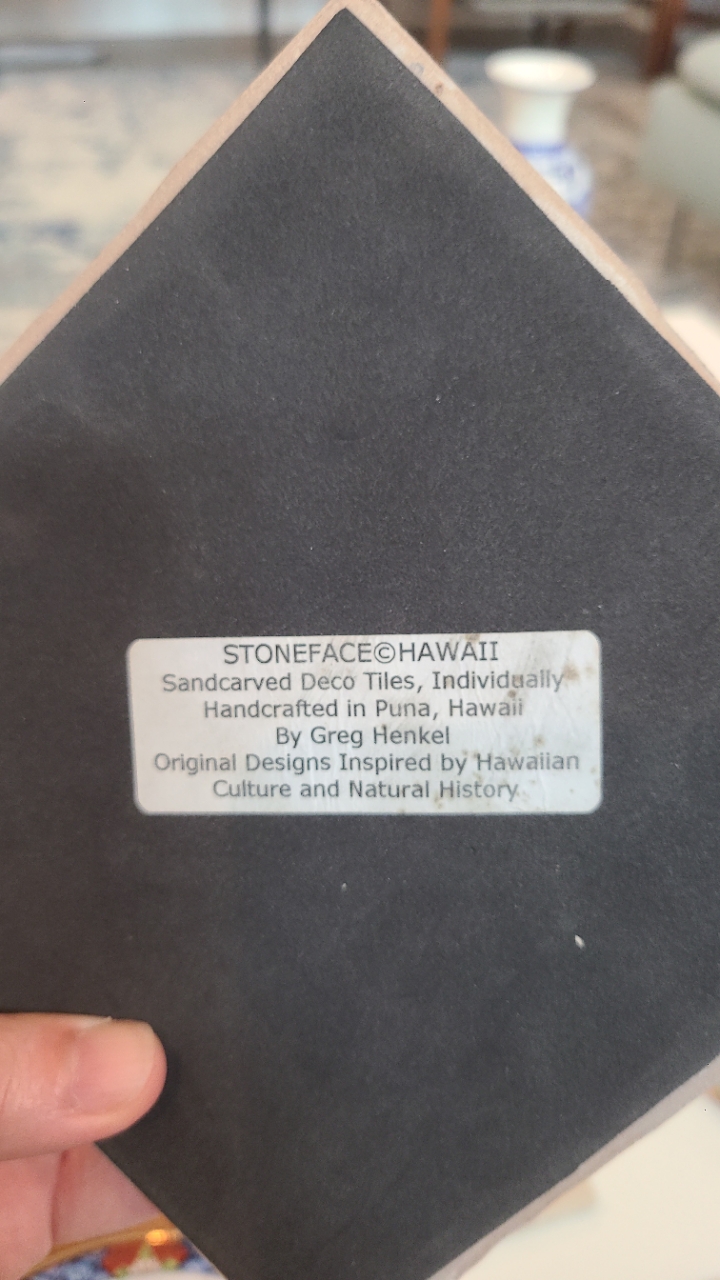 STONEFACE©HAWAII
Sandcarved Deco Tiles, Individually
Handcrafted in Puna, Hawaii
By Greg Henkel
Original Designs Inspired by Hawaiian
Culture and Natural History